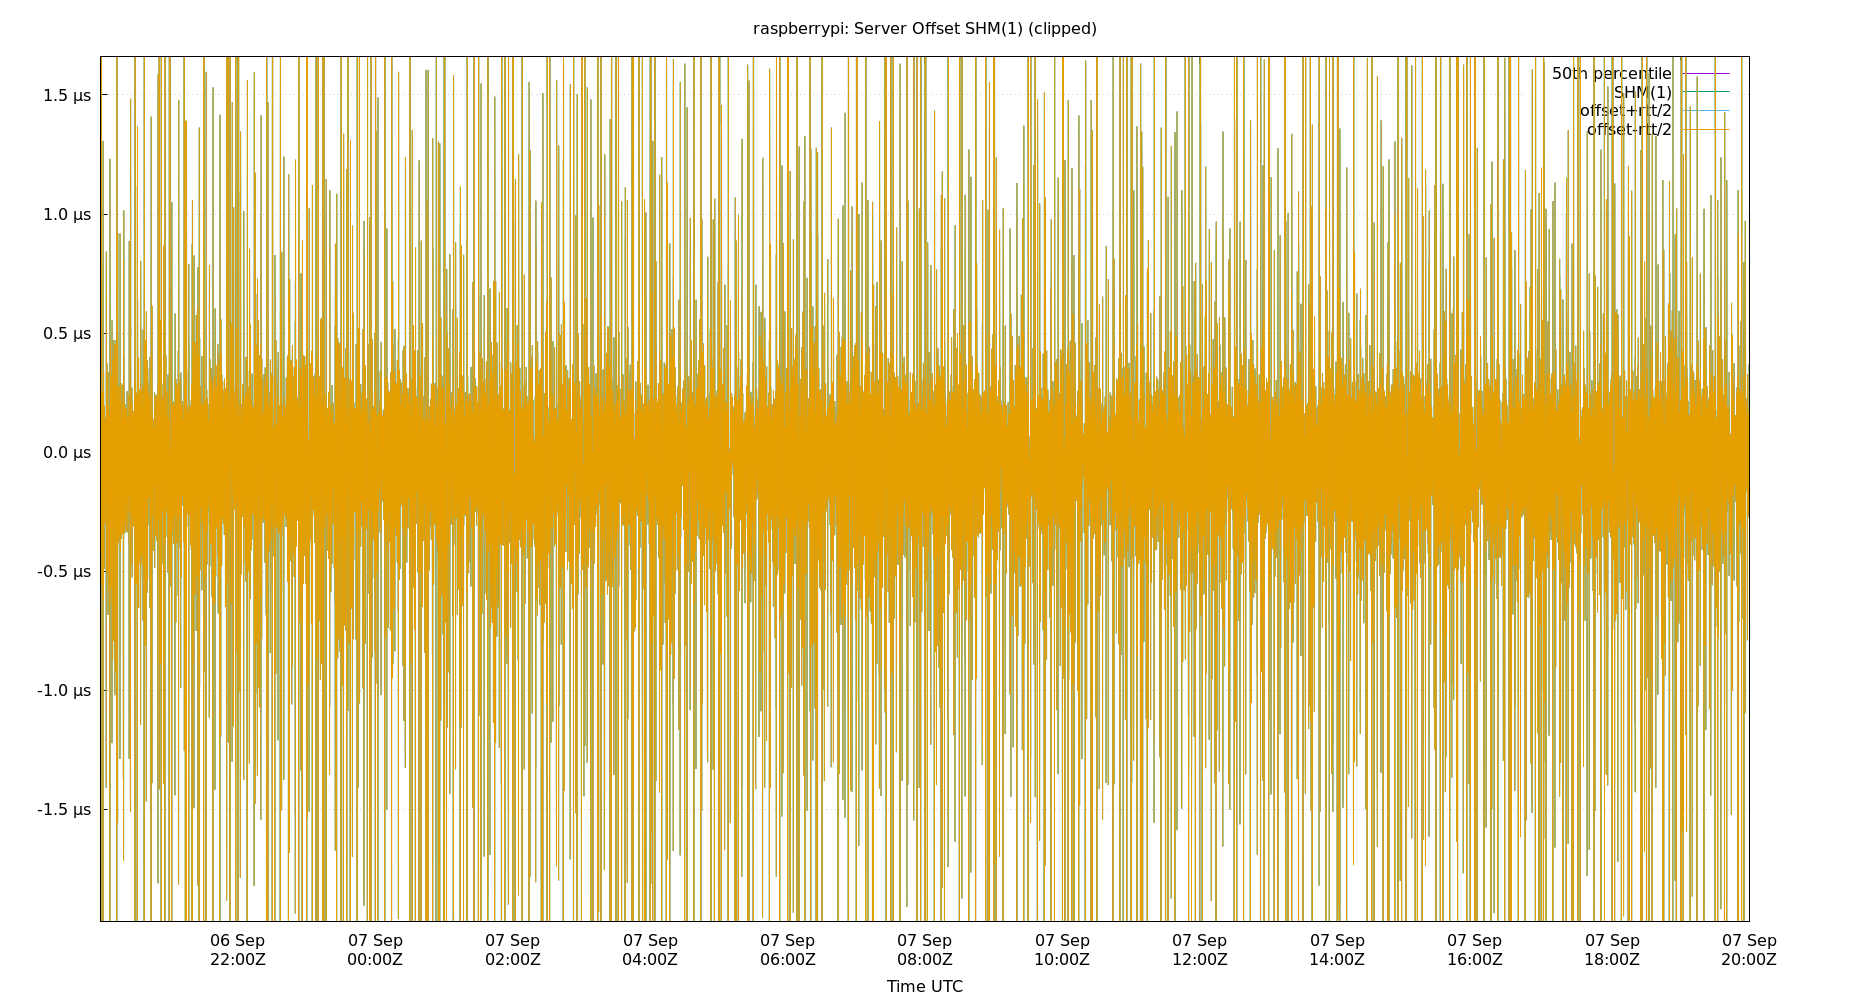 raspberrypi: Server Offset SHM(1) (clipped)
50th percentile
SHM(1)
offset+rtt/2
offset-rtt/2
1.5 µs
1.0 µs
0.5 µs
0.0 µs
-0.5 µs
-1.0 µs
-1.5 µs
06 Sep 07 Sep 07 Sep 07 Sep 07 Sep 07 Sep 07 Sep 07 Sep 07 Sep 07 Sep 07 Sep 07 Sep
22:00Z 00:00Z 02:00Z 04:00Z 06:00Z 08:00Z 10:00Z 12:00Z 14:00Z 16:00Z 18:00Z 20:00Z
Time UTC